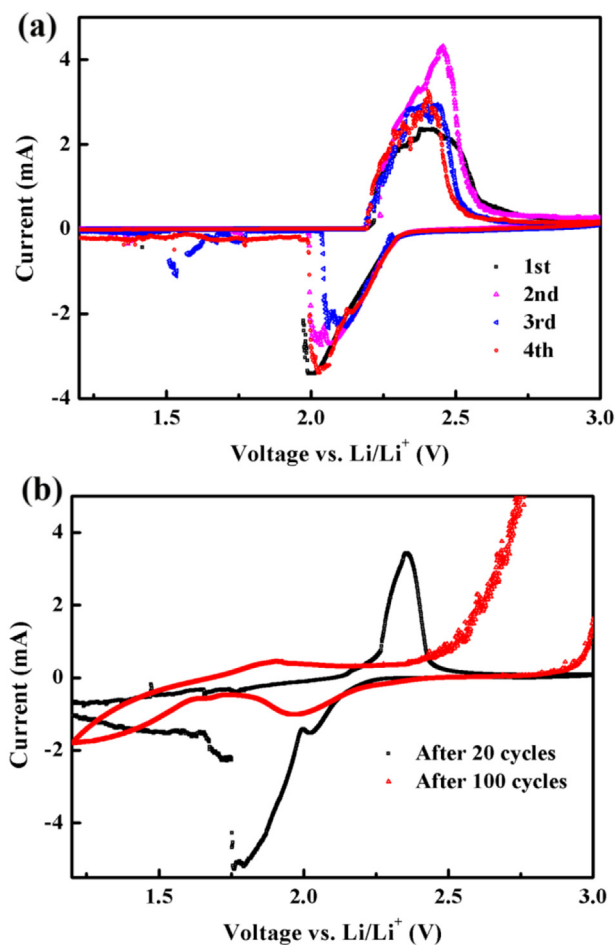 (a)
4
2
0
-2
-4
Current (mA)
1st
2nd
3rd
4th
1.5
2.0
2.5
3.0
Voltage vs. Li/Li⁺ (V)
(b)
4
2
0
-2
-4
Current (mA)
After 20 cycles
After 100 cycles
1.5
2.0
2.5
3.0
Voltage vs. Li/Li⁺ (V)